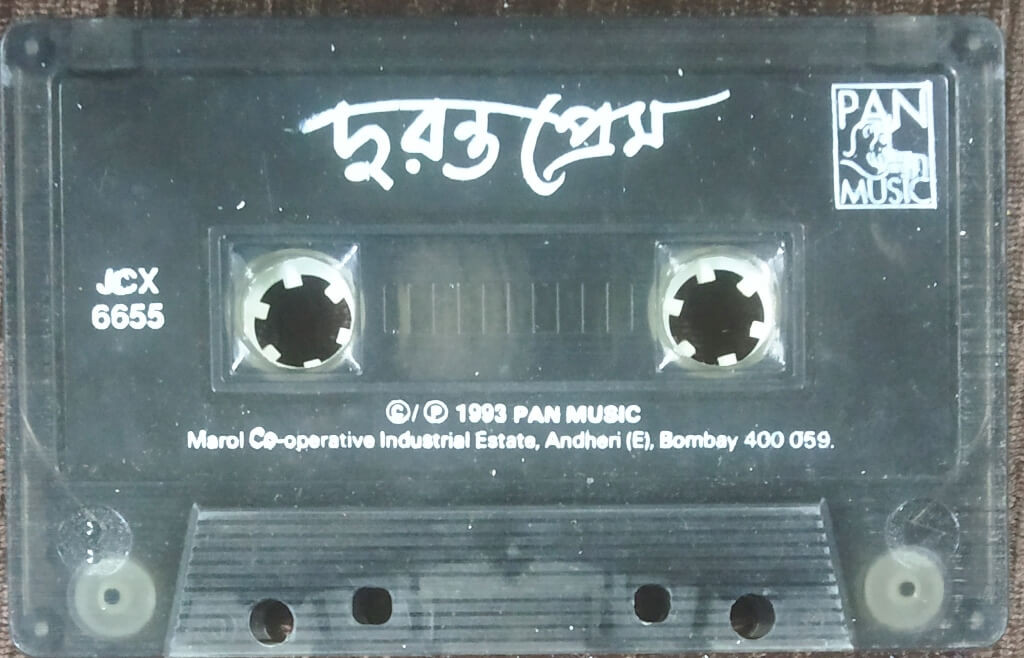 দুরন্ত প্রেম
PAN
MUSIC
JCX
6655
©/℗ 1993 PAN MUSIC
Marol Co-operative Industrial Estate, Andheri (E), Bombay 400 059.